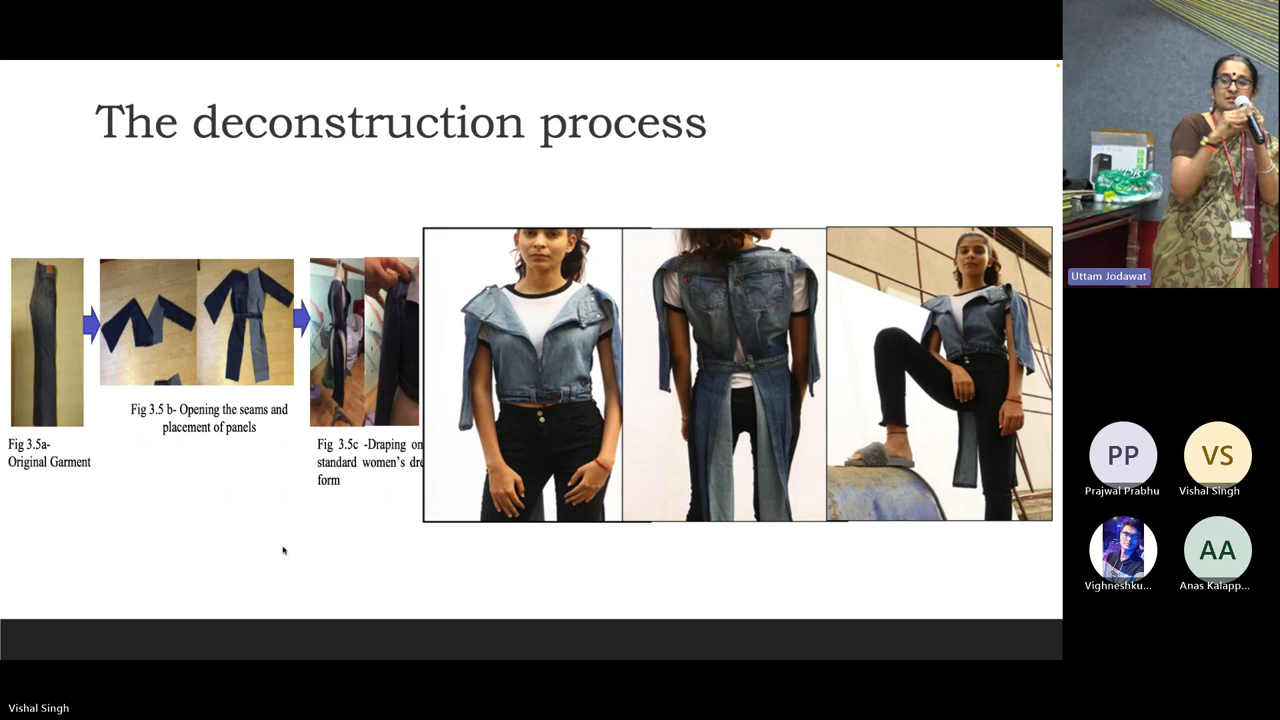 The deconstruction process
Fig 3.5a-
Original Garment
Fig 3.5 b- Opening the seams and
placement of panels
Fig 3.5c -Draping on
standard women's dre
form
Uttam Jodawat
PP
Prajwal Prabhu
VS
Vishal Singh
Vighneshku...
AA
Anas Kalapp...
Vishal Singh